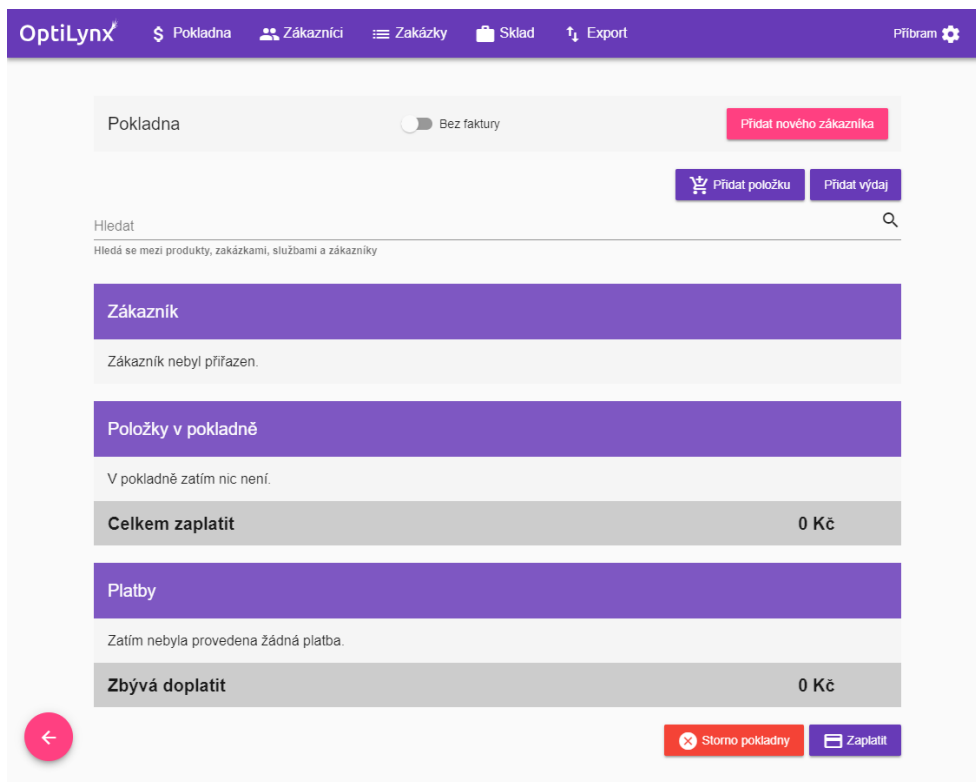 OptiLynx Pokladna Zákazníci Zakázky Sklad Export Příbram
Pokladna Bez faktury Přidat nového zákazníka
Přidat položku Přidat výdaj
Hledat
Hledá se mezi produkty, zakázkami, službami a zákazníky
Zákazník
Zákazník nebyl přiřazen.
Položky v pokladně
V pokladně zatím nic není.
Celkem zaplatit 0 Kč
Platby
Zatím nebyla provedena žádná platba.
Zbývá doplatit 0 Kč
Storno pokladny Zaplatit